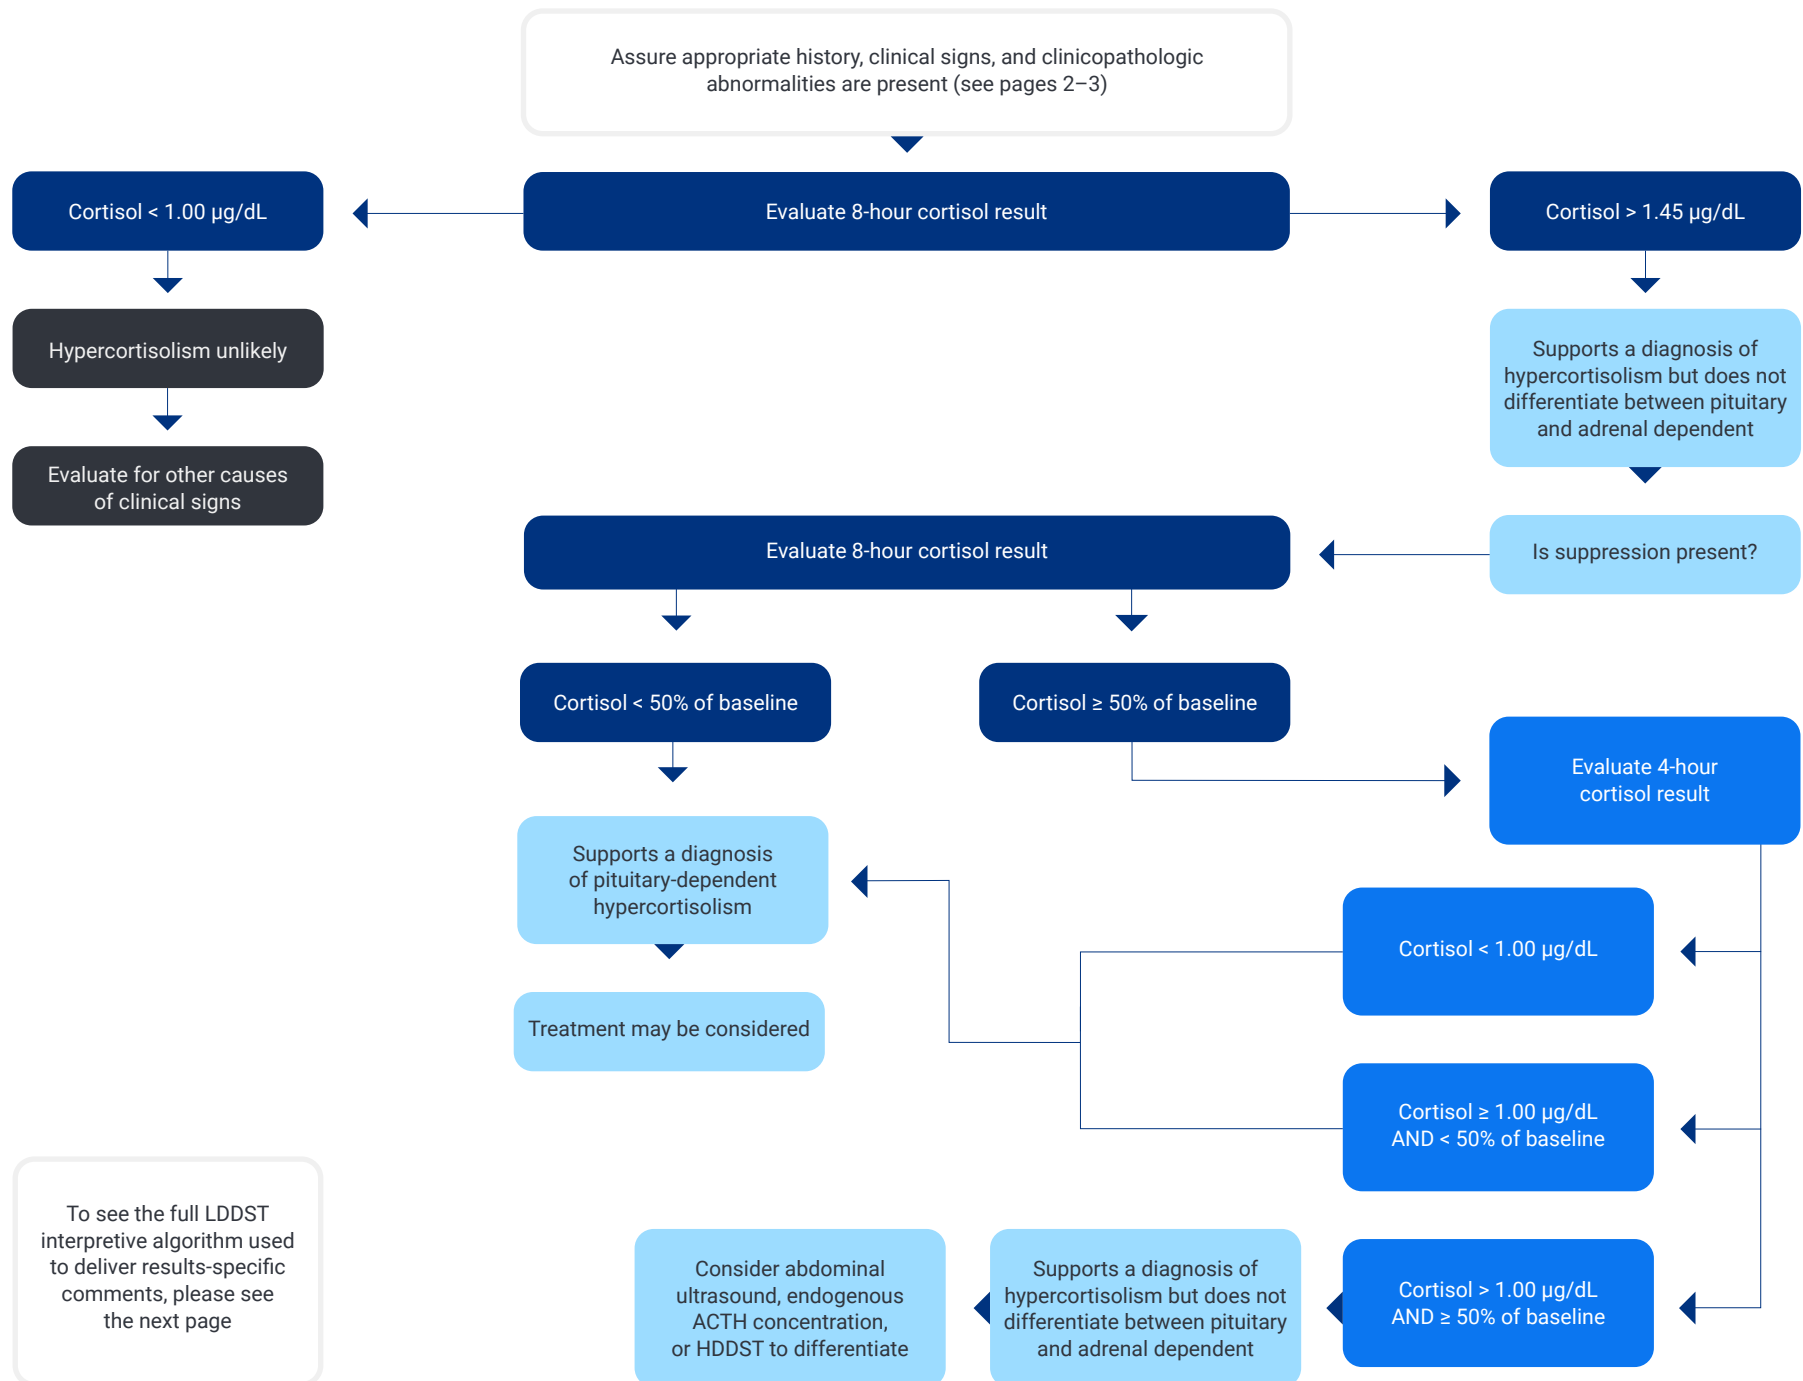 Assure appropriate history, clinical signs, and clinicopathologic
abnormalities are present (see pages 2–3)
Cortisol < 1.00 µg/dL
Evaluate 8-hour cortisol result
Cortisol > 1.45 µg/dL
Hypercortisolism unlikely
Supports a diagnosis of
hypercortisolism but does not
differentiate between pituitary
and adrenal dependent
Evaluate for other causes
of clinical signs
Evaluate 8-hour cortisol result
Is suppression present?
Cortisol < 50% of baseline
Cortisol ≥ 50% of baseline
Evaluate 4-hour
cortisol result
Supports a diagnosis
of pituitary-dependent
hypercortisolism
Cortisol < 1.00 µg/dL
Treatment may be considered
Cortisol ≥ 1.00 µg/dL
AND < 50% of baseline
To see the full LDDST
interpretive algorithm used
to deliver results-specific
comments, please see
the next page
Consider abdominal
ultrasound, endogenous
ACTH concentration,
or HDDST to differentiate
Supports a diagnosis of
hypercortisolism but does not
differentiate between pituitary
and adrenal dependent
Cortisol > 1.00 µg/dL
AND ≥ 50% of baseline